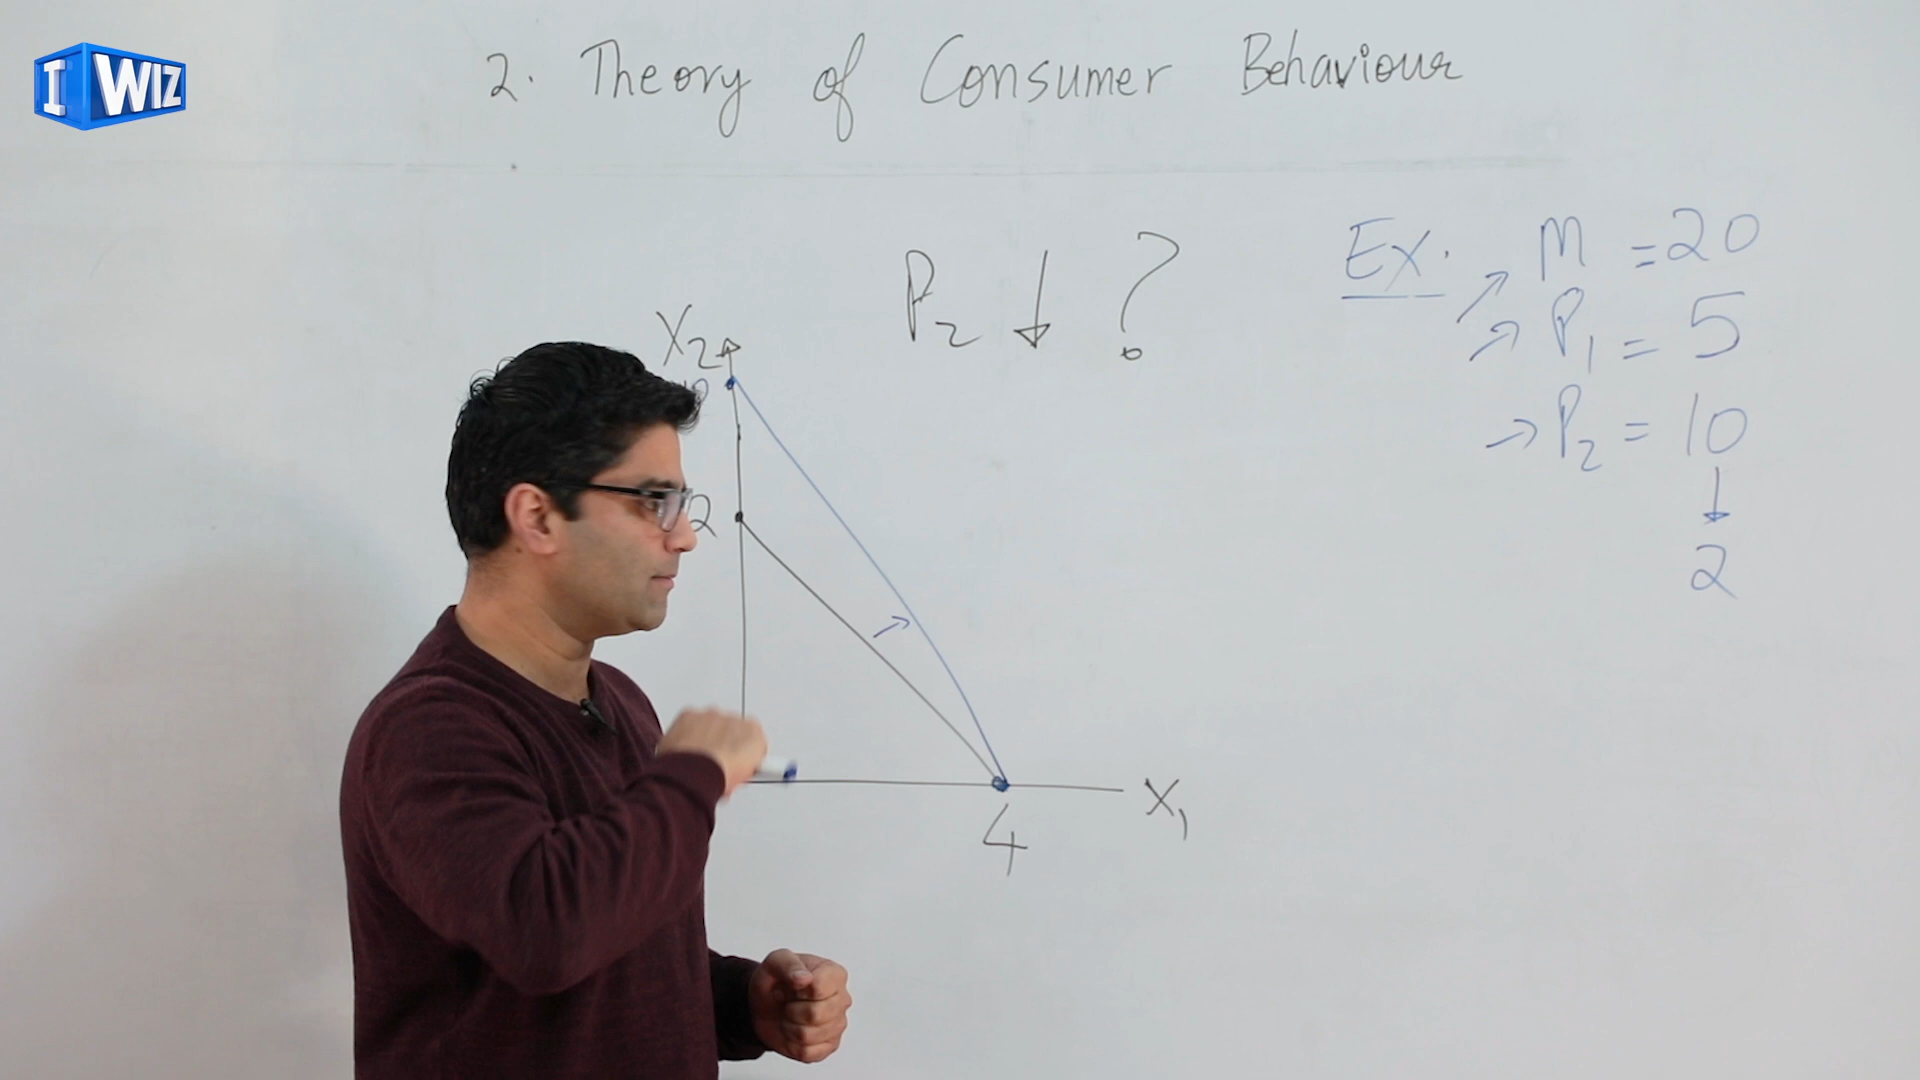 I WIZ
2. Theory of Consumer Behaviour
P2 ↓ ?
Ex. M = 20
P1 = 5
P2 = 10
↓
2
X2
2
4
X1